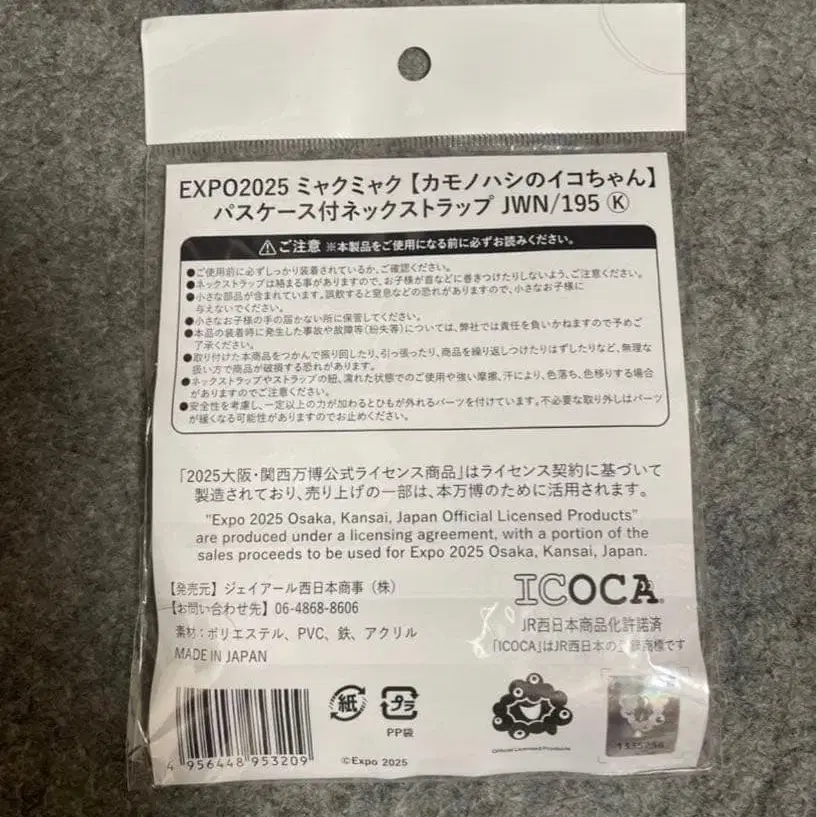 EXPO2025 ミャクミャク【カモノハシのイコちゃん】
パスケース付ネックストラップ JWN/195 Ⓚ
⚠ご注意 ※本製品をご使用になる前に必ずお読みください。
●ご使用前に必ずしっかり装着されているか、ご確認ください。
●ネックストラップは絡まる事がありますので、お子様が首などに巻きつけたりしないよう、ご注意ください。
●小さな部品が含まれています。誤飲すると窒息などの恐れがありますので、小さなお子様に
与えないでください。
●小さなお子様の手の届かない所に保管してください。
●本品の装着時に発生した事故や故障等(紛失等)については、弊社では責任を負いかねますので予めご
了承ください。
●取り付けた本商品をつかんで振り回したり、引っ張ったり、商品を繰り返しつけたりはずしたりなど、無理な
扱い方で商品が破損する恐れがあります。
●ネックストラップやストラップの紐、濡れた状態でのご使用や強い摩擦、汗により、色落ち、色移りする場合
がありますのでご注意ください。
●安全性を考慮し、一定以上の力が加わるとひもが外れるパーツを付けています。不必要な取り外しはパーツ
が緩くなる可能性がありますのでお止めください。
「2025大阪・関西万博公式ライセンス商品」はライセンス契約に基づいて
製造されており、売り上げの一部は、本万博のために活用されます。
"Expo 2025 Osaka, Kansai, Japan Official Licensed Products"
are produced under a licensing agreement, with a portion of the
sales proceeds to be used for Expo 2025 Osaka, Kansai, Japan.
【発売元】ジェイアール西日本商事（株）
【お問い合わせ先】06-4868-8606
素材：ポリエステル、PVC、鉄、アクリル
MADE IN JAPAN
ICOCA
JR西日本商品化許諾済
「ICOCA」はJR西日本の登録商標です
紙
プラ
PP袋
4 956448 953209
©Expo 2025
Official Licensed Products